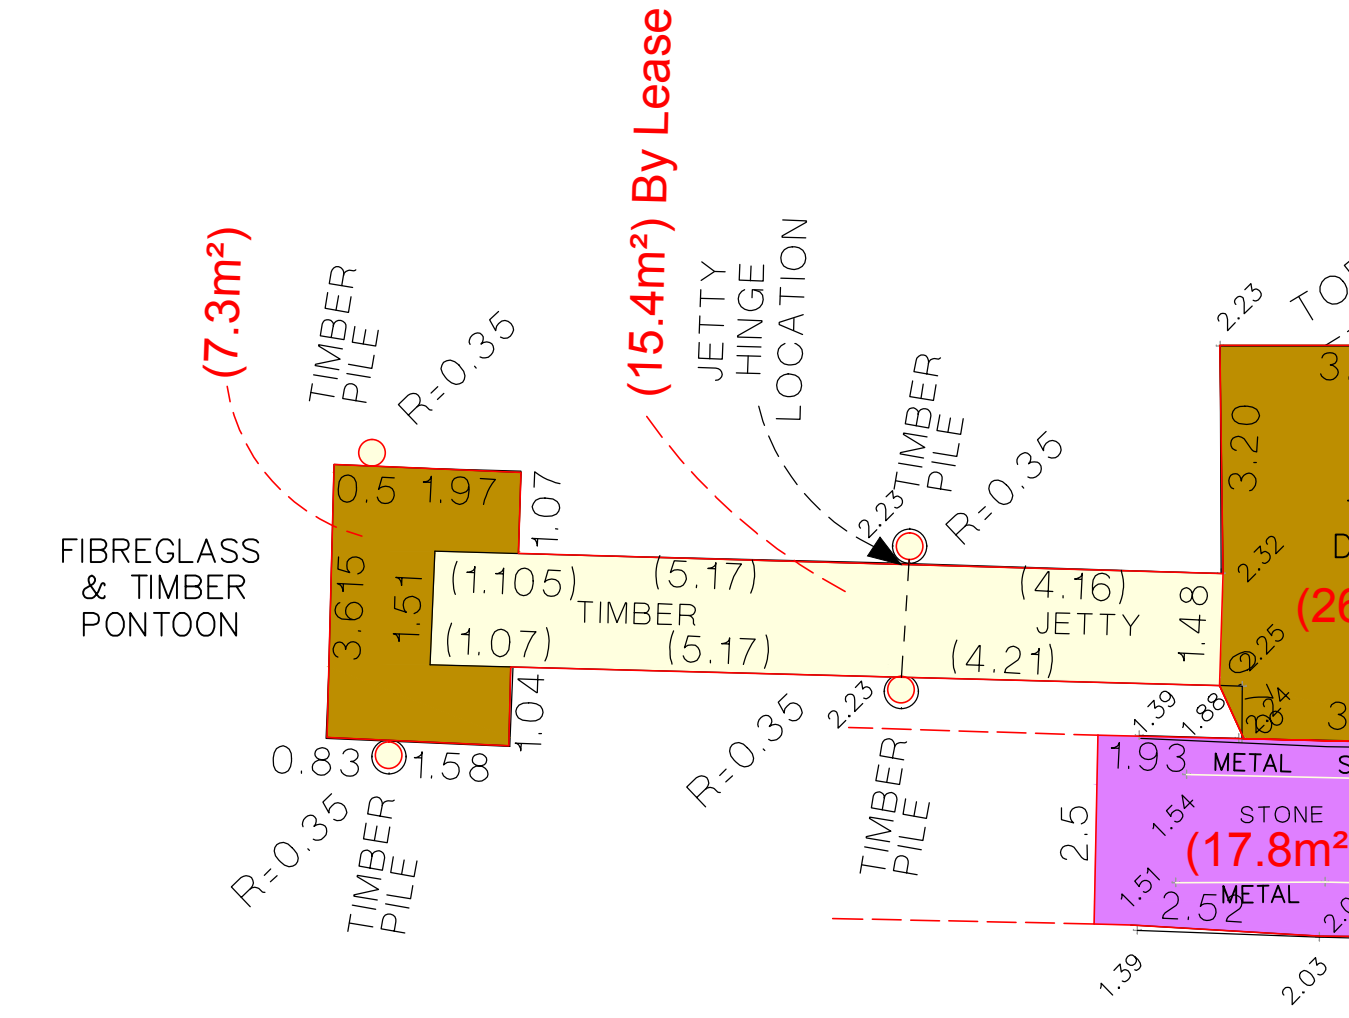 (15.4m²) By Lease
(7.3m²)
TIMBER
PILE
R=0.35
JETTY
HINGE
LOCATION
2.23
3.20
TIMBER
PILE
R=0.35
2.23
0.5
1.97
1.07
FIBREGLASS
& TIMBER
PONTOON
3.615
1.51
(1.105)
(5.17)
(4.16)
TIMBER
JETTY
(1.07)
(5.17)
(4.21)
1.48
2.32
2.25
1.04
0.83
1.58
R=0.35
TIMBER
PILE
R=0.35
2.23
TIMBER
PILE
1.39
1.88
1.93
METAL
2.5
1.54
STONE
(17.8m²
1.51
METAL
2.52
1.39
2.03